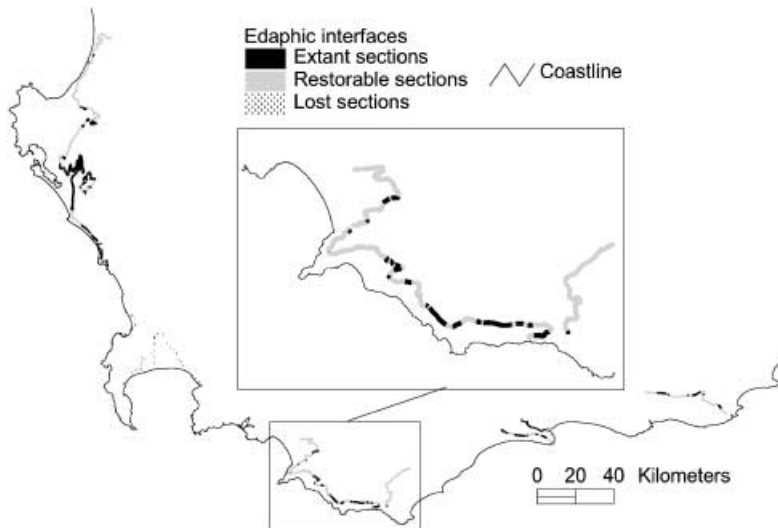 Edaphic interfaces
Extant sections
Restorable sections
Lost sections
Coastline
0 20 40 Kilometers